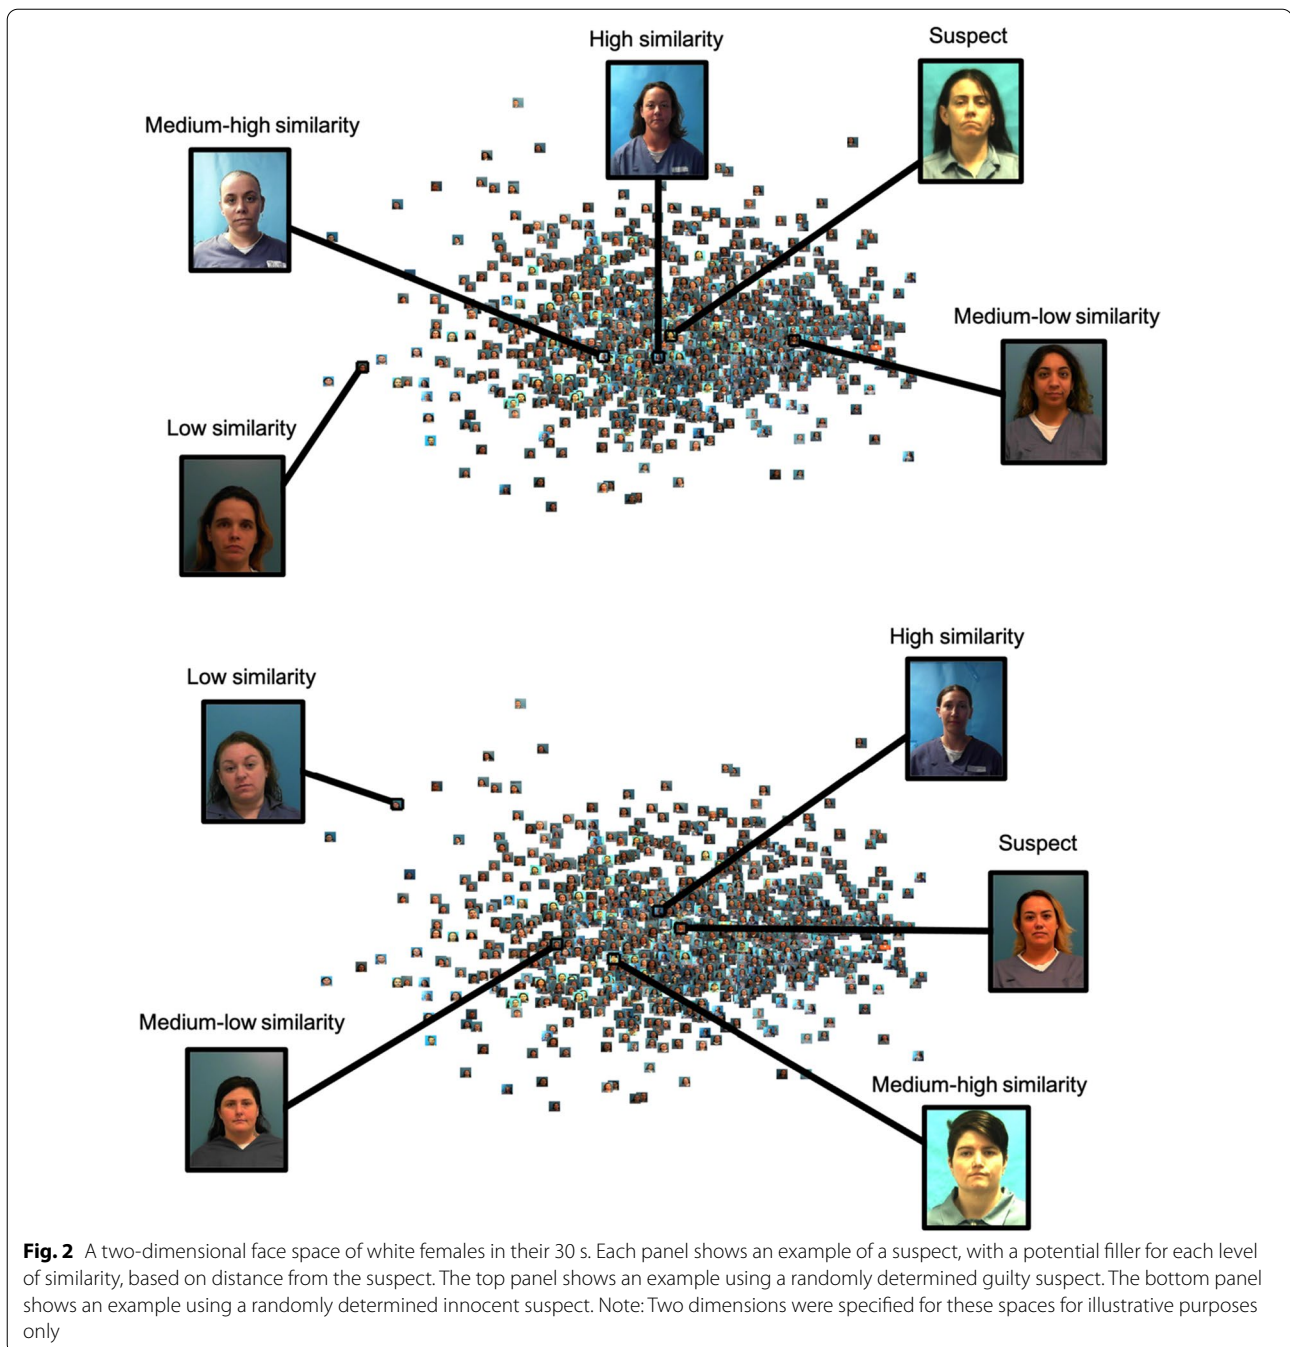 High similarity
Suspect
Medium-high similarity
Medium-low similarity
Low similarity
High similarity
Low similarity
Suspect
Medium-low similarity
Medium-high similarity
Fig. 2 A two-dimensional face space of white females in their 30 s. Each panel shows an example of a suspect, with a potential filler for each level
of similarity, based on distance from the suspect. The top panel shows an example using a randomly determined guilty suspect. The bottom panel
shows an example using a randomly determined innocent suspect. Note: Two dimensions were specified for these spaces for illustrative purposes
only